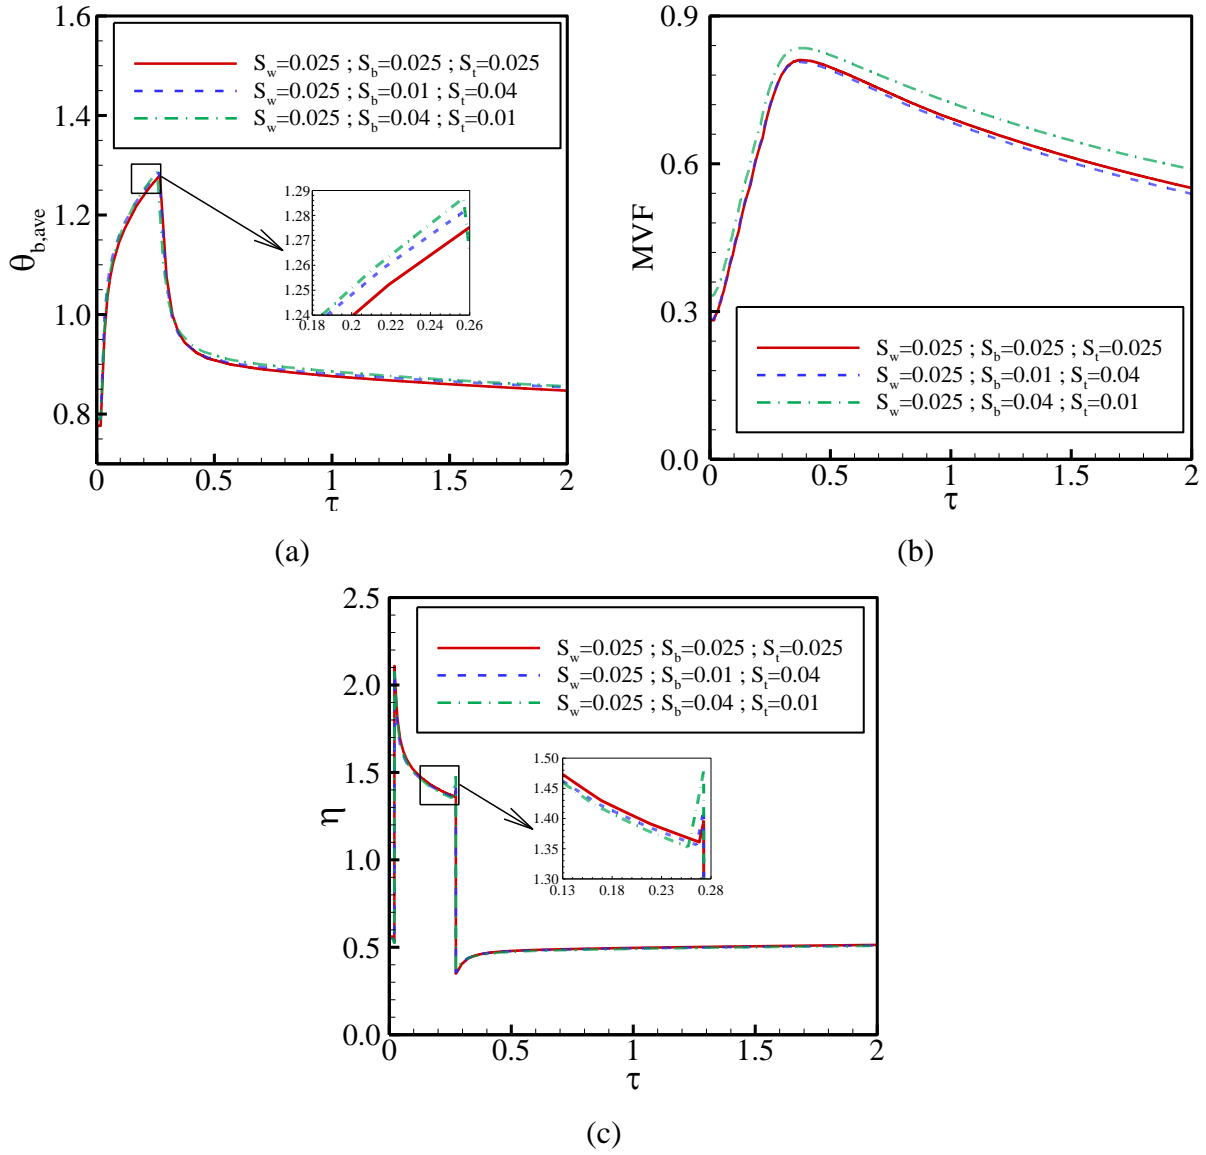 1.6
1.4
1.2
1.0
0.8
θb,ave
S_w=0.025 ; S_b=0.025 ; S_t=0.025
S_w=0.025 ; S_b=0.01 ; S_t=0.04
S_w=0.025 ; S_b=0.04 ; S_t=0.01
1.29
1.28
1.27
1.26
1.25
1.24
0.18 0.2 0.22 0.24 0.26
0 0.5 1 1.5 2
τ
(a)
0.9
0.6
0.3
0.0
MVF
S_w=0.025 ; S_b=0.025 ; S_t=0.025
S_w=0.025 ; S_b=0.01 ; S_t=0.04
S_w=0.025 ; S_b=0.04 ; S_t=0.01
0 0.5 1 1.5 2
τ
(b)
2.5
2.0
1.5
1.0
0.5
0.0
η
S_w=0.025 ; S_b=0.025 ; S_t=0.025
S_w=0.025 ; S_b=0.01 ; S_t=0.04
S_w=0.025 ; S_b=0.04 ; S_t=0.01
1.50
1.45
1.40
1.35
1.30
0.13 0.18 0.23 0.28
0 0.5 1 1.5 2
τ
(c)